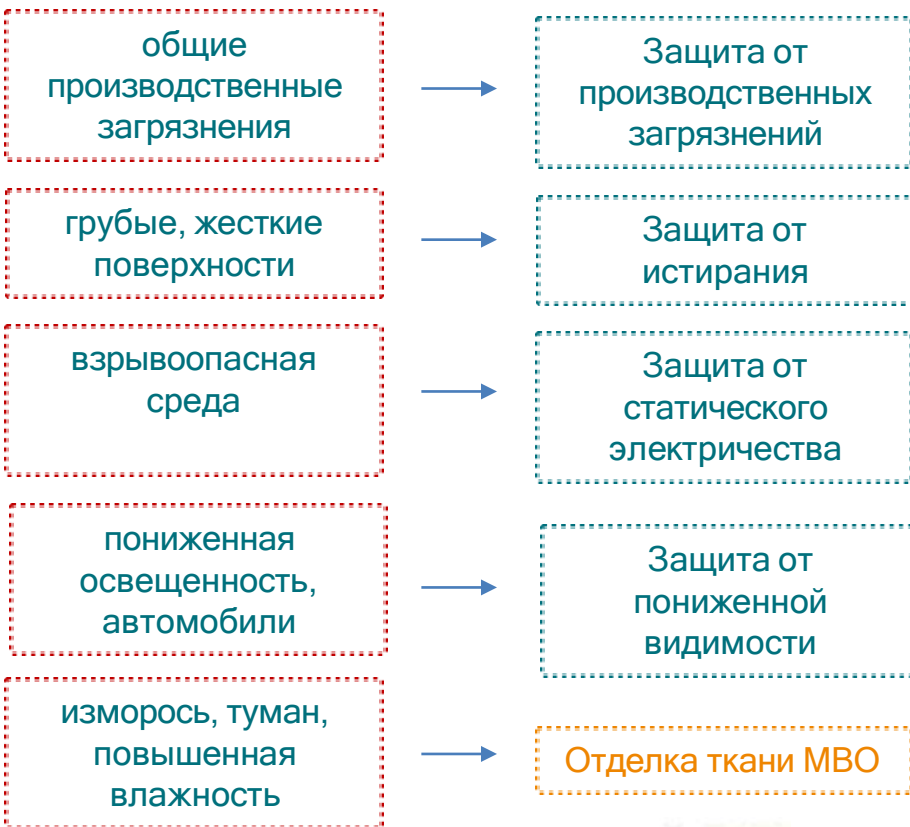 общие
производственные
загрязнения
Защита от
производственных
загрязнений
грубые, жесткие
поверхности
Защита от
истирания
взрывоопасная
среда
Защита от
статического
электричества
пониженная
освещенность,
автомобили
Защита от
пониженной
видимости
изморось, туман,
повышенная
влажность
Отделка ткани МВО